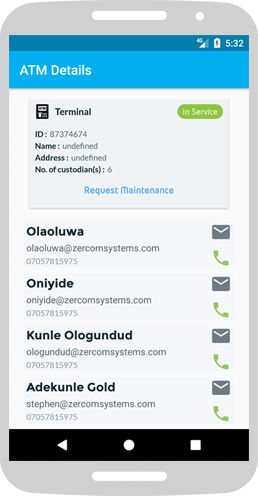 4G 5:32
ATM Details
Terminal In Service
ID : 87374674
Name : undefined
Address : undefined
No. of custodian(s) : 6
Request Maintenance
Olaoluwa
olaoluwa@zercomsystems.com
07057815975
Oniyide
oniyide@zercomsystems.com
07057815975
Kunle Ologundud
ologundud@zercomsystems.com
07057815975
Adekunle Gold
stephen@zercomsystems.com
07057815975